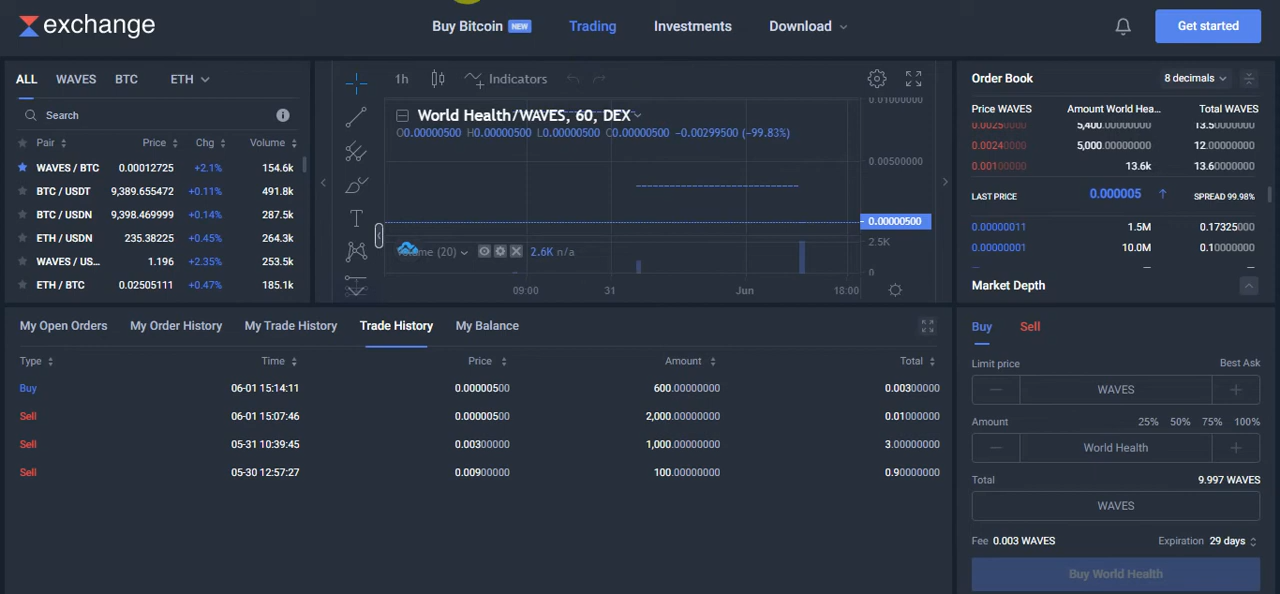 exchange
Buy Bitcoin NEW Trading Investments Download
Get started
ALL WAVES BTC ETH
Search
Pair Price Chg Volume
WAVES / BTC 0.00012725 +2.1% 154.6k
BTC / USDT 9,389.655472 +0.11% 491.8k
BTC / USDN 9,398.469999 +0.14% 287.5k
ETH / USDN 235.38225 +0.45% 264.3k
WAVES / US... 1.196 +2.35% 253.5k
ETH / BTC 0.02505111 +0.47% 185.1k
1h Indicators
World Health/WAVES, 60, DEX
O0.00000500 H0.00000500 L0.00000500 C0.00000500 −0.00299500 (−99.83%)
0.01000000
0.00500000
0.00000500
(20) 2.6K n/a
2.5K
0
09:00 31 Jun 18:00
Order Book 8 decimals
Price WAVES Amount World Hea... Total WAVES
0.00250000 5,400.00000000 13.50000000
0.00240000 5,000.00000000 12.00000000
0.00100000 13.6k 13.60000000
LAST PRICE 0.000005 SPREAD 99.98%
0.00000011 1.5M 0.17325000
0.00000001 10.0M 0.10000000
Market Depth
My Open Orders My Order History My Trade History Trade History My Balance
Type Time Price Amount Total
Buy 06-01 15:14:11 0.00000500 600.00000000 0.00300000
Sell 06-01 15:07:46 0.00000500 2,000.00000000 0.01000000
Sell 05-31 10:39:45 0.00300000 1,000.00000000 3.00000000
Sell 05-30 12:57:27 0.00900000 100.00000000 0.90000000
Buy Sell
Limit price Best Ask
WAVES
Amount 25% 50% 75% 100%
World Health
Total 9.997 WAVES
WAVES
Fee 0.003 WAVES Expiration 29 days
Buy World Health